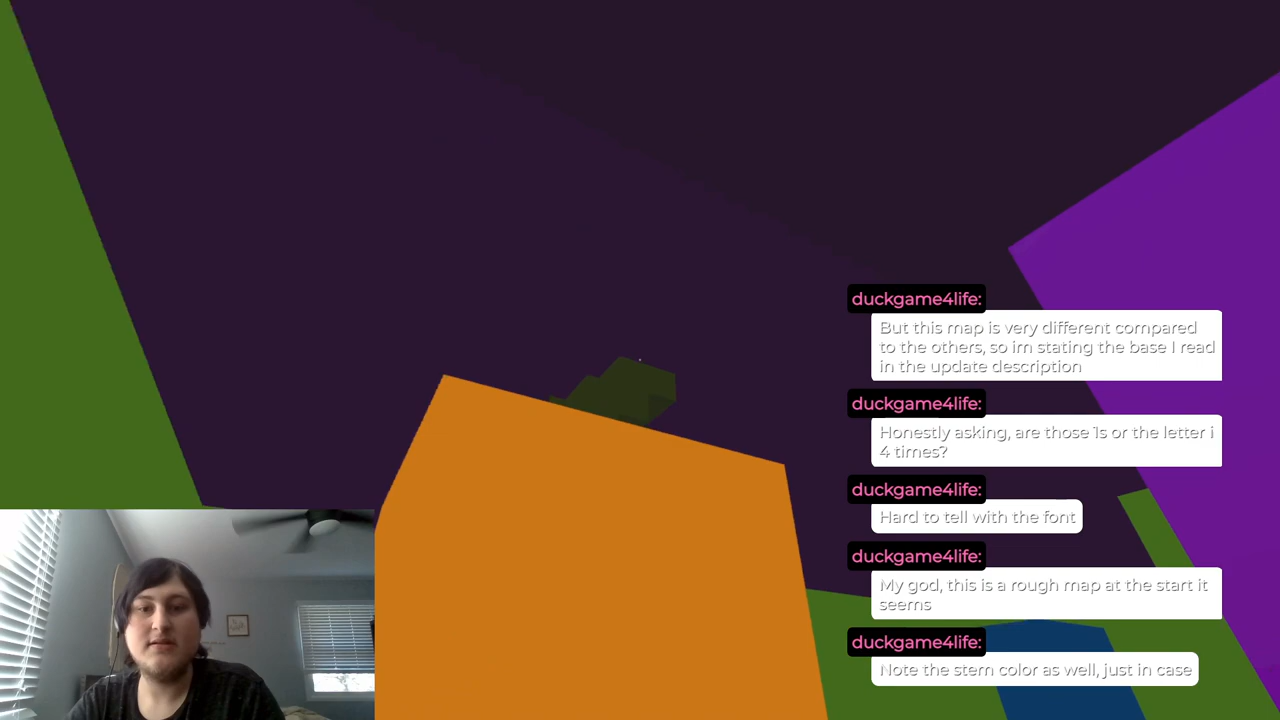 duckgame4life:
But this map is very different compared
to the others, so im stating the base I read
in the update description
duckgame4life:
Honestly asking, are those 1s or the letter i
4 times?
duckgame4life:
Hard to tell with the font
duckgame4life:
My god, this is a rough map at the start it
seems
duckgame4life:
Note the stem color as well, just in case